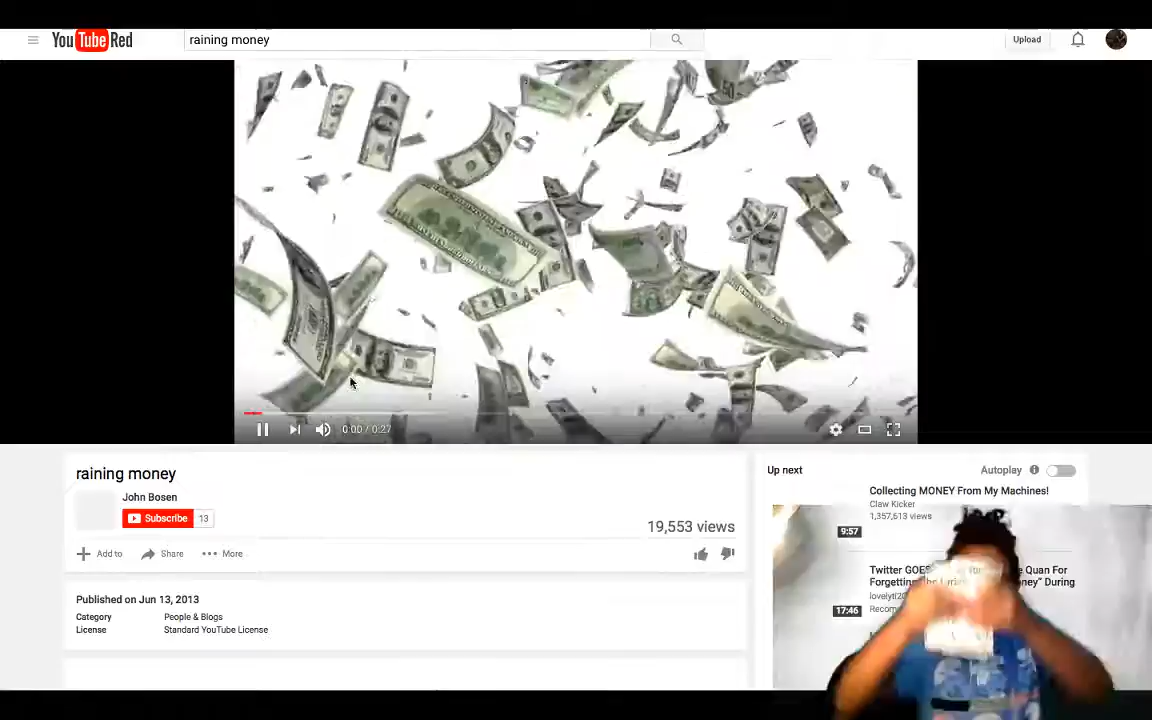 YouTube Red
raining money
Upload
0:00 / 0:27
raining money
John Bosen
Subscribe 13
19,553 views
Add to Share More
Published on Jun 13, 2013
Category People & Blogs
License Standard YouTube License
Up next
Autoplay
Collecting MONEY From My Machines!
Claw Kicker
1,357,613 views
9:57
Twitter GOES Quan For
Forgetting Money" During
17:46